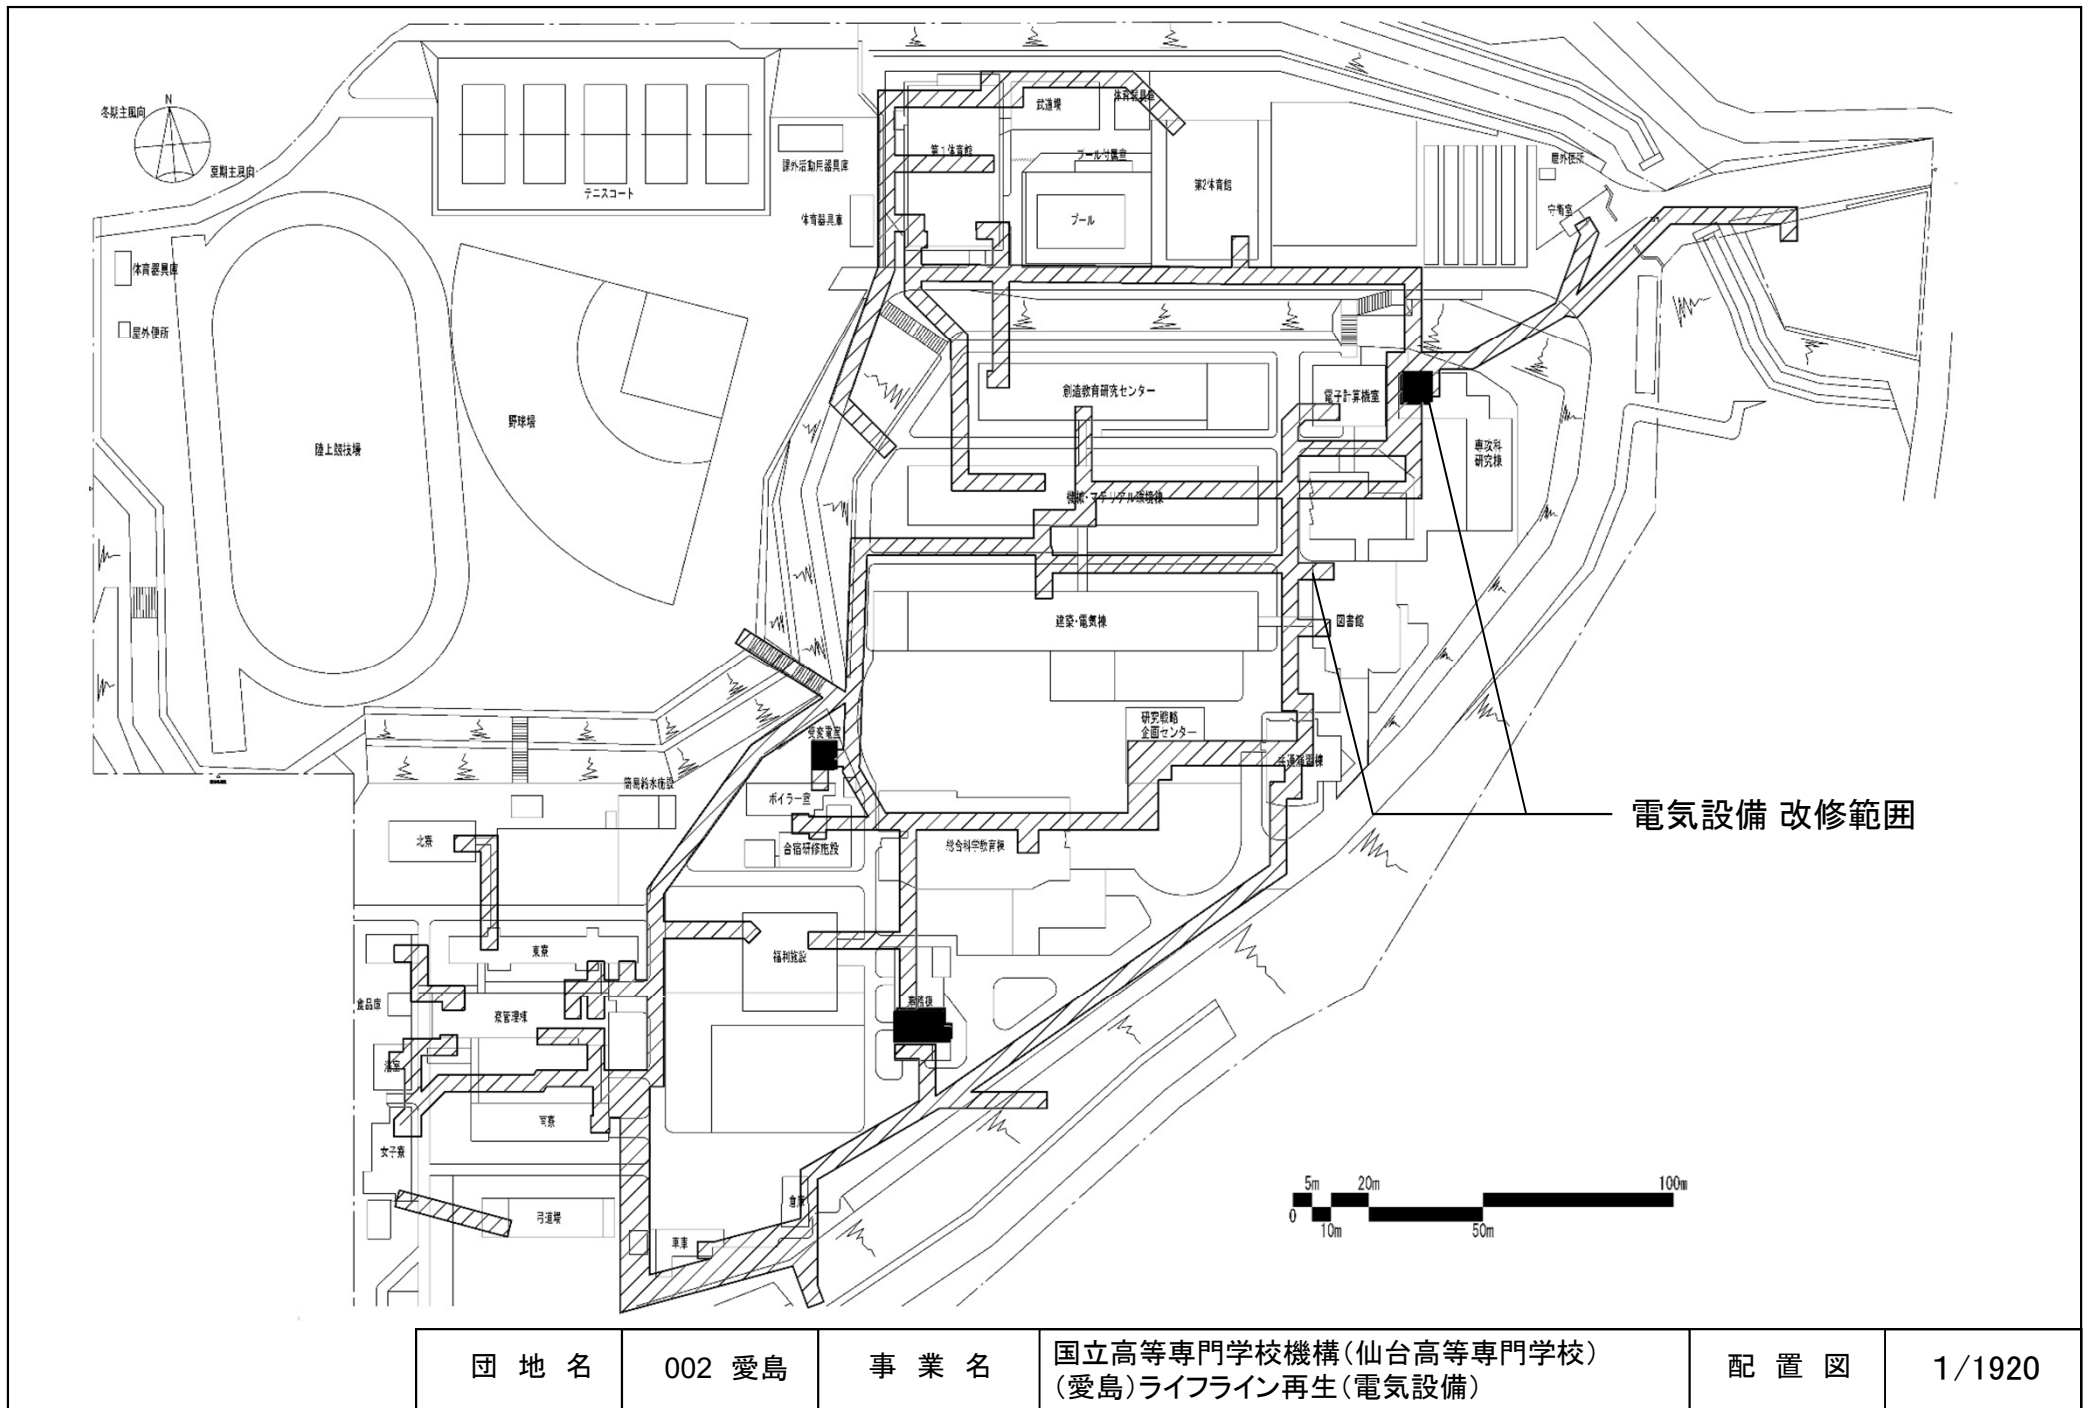 N
冬期主風向
夏期主風向
テニスコート
課外活動用器具庫
体育器具庫
第1体育館
武道場
体育器具庫
プール付属室
プール
第2体育館
屋外便所
守衛室
体育器具庫
屋外便所
陸上競技場
野球場
創造教育研究センター
電子計算機室
専攻科
研究棟
機械・マテリアル環境棟
建築・電気棟
図書館
研究戦略
企画センター
受変電室
簡易給水施設
ボイラー室
合宿研修施設
総合科学教育棟
電気設備 改修範囲
北寮
東寮
食品庫
寮管理棟
浴室
福利施設
事務棟
南寮
女子寮
弓道場
倉庫
車庫
5m
20m
100m
0
10m
50m
団地名
002 愛島
事業名
国立高等専門学校機構(仙台高等専門学校)
(愛島)ライフライン再生(電気設備)
配置図
1/1920